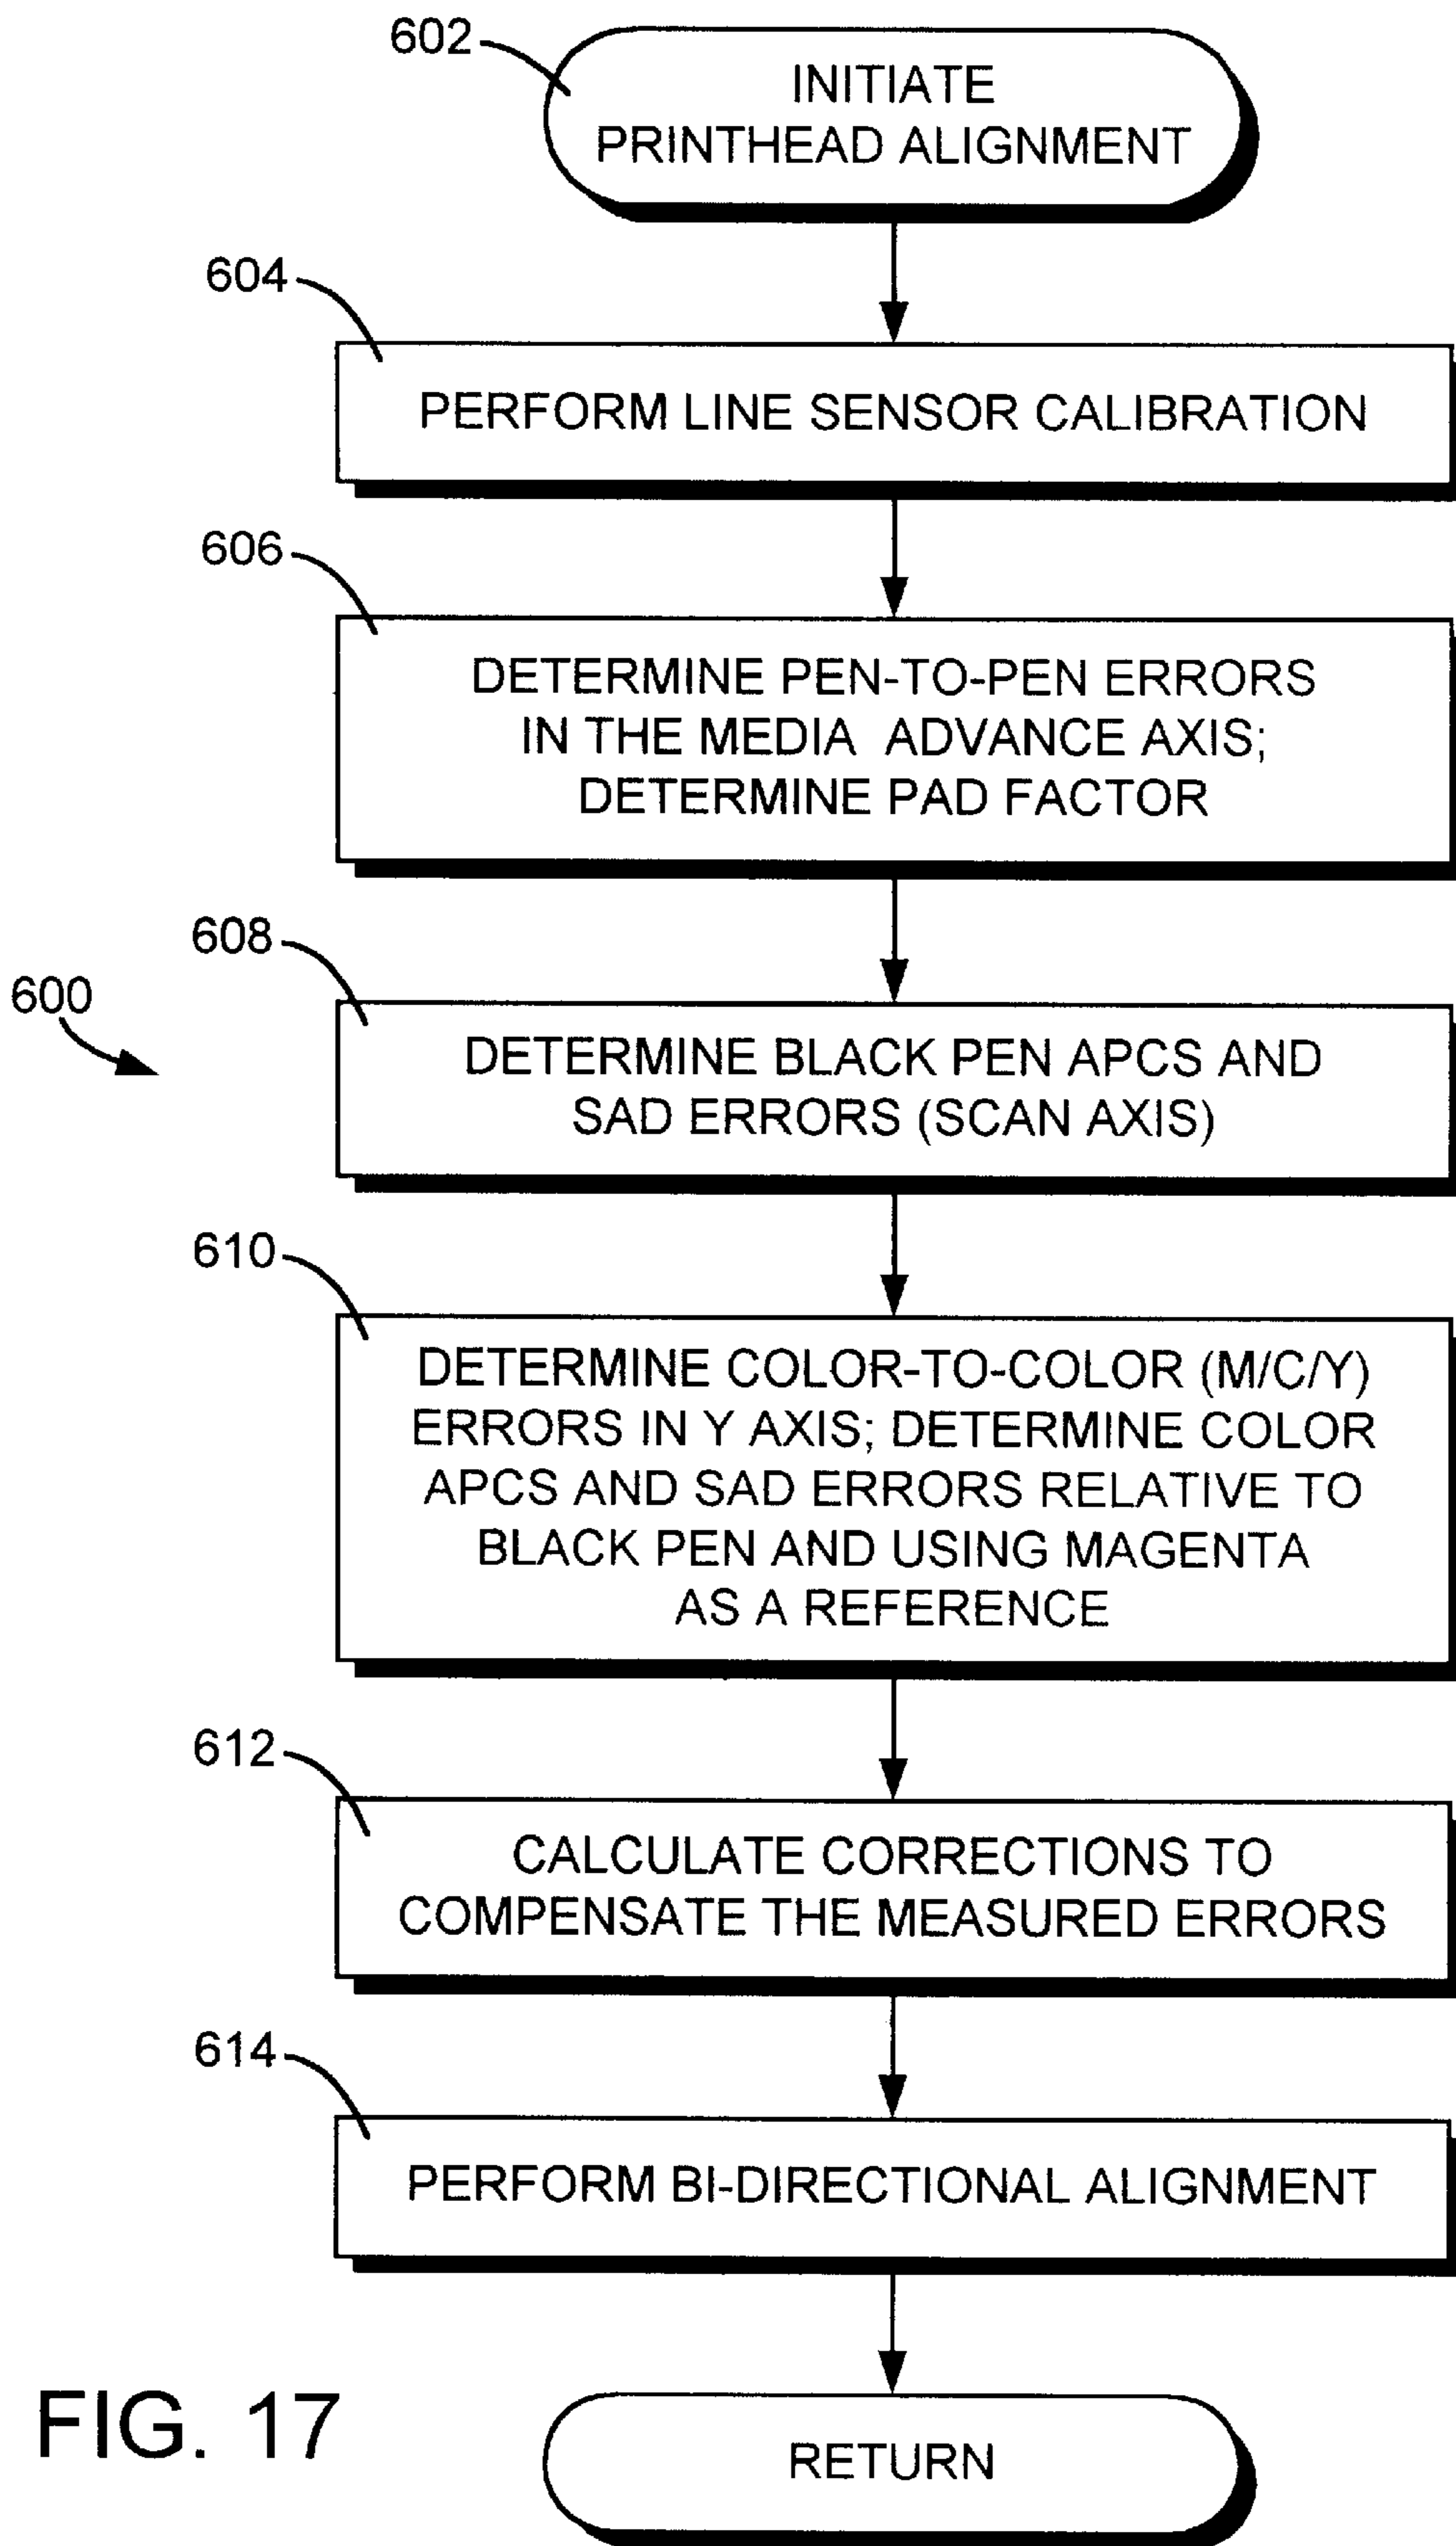 602
INITIATE
PRINTHEAD ALIGNMENT
604
PERFORM LINE SENSOR CALIBRATION
606
DETERMINE PEN-TO-PEN ERRORS
IN THE MEDIA ADVANCE AXIS;
DETERMINE PAD FACTOR
608
600
DETERMINE BLACK PEN APCS AND
SAD ERRORS (SCAN AXIS)
610
DETERMINE COLOR-TO-COLOR (M/C/Y)
ERRORS IN Y AXIS; DETERMINE COLOR
APCS AND SAD ERRORS RELATIVE TO
BLACK PEN AND USING MAGENTA
AS A REFERENCE
612
CALCULATE CORRECTIONS TO
COMPENSATE THE MEASURED ERRORS
614
PERFORM BI-DIRECTIONAL ALIGNMENT
FIG. 17
RETURN